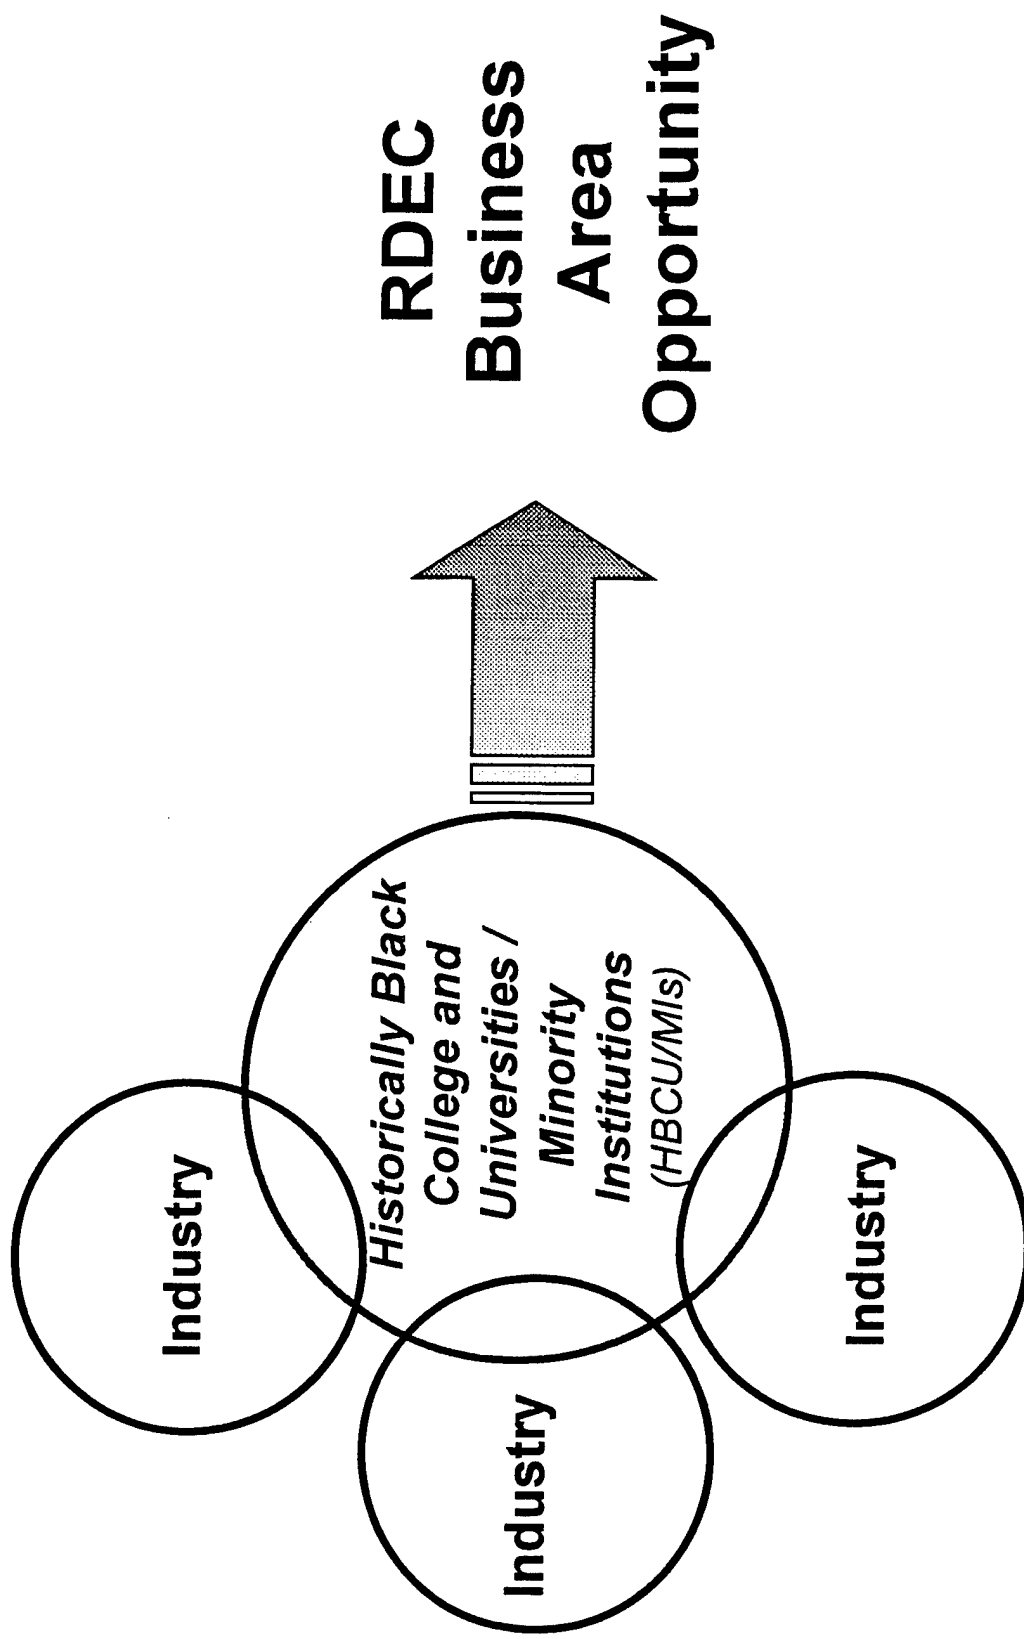 Industry
Industry
Industry
Historically Black
College and
Universities /
Minority
Institutions
(HBCU/MIs)
RDEC
Business
Area
Opportunity